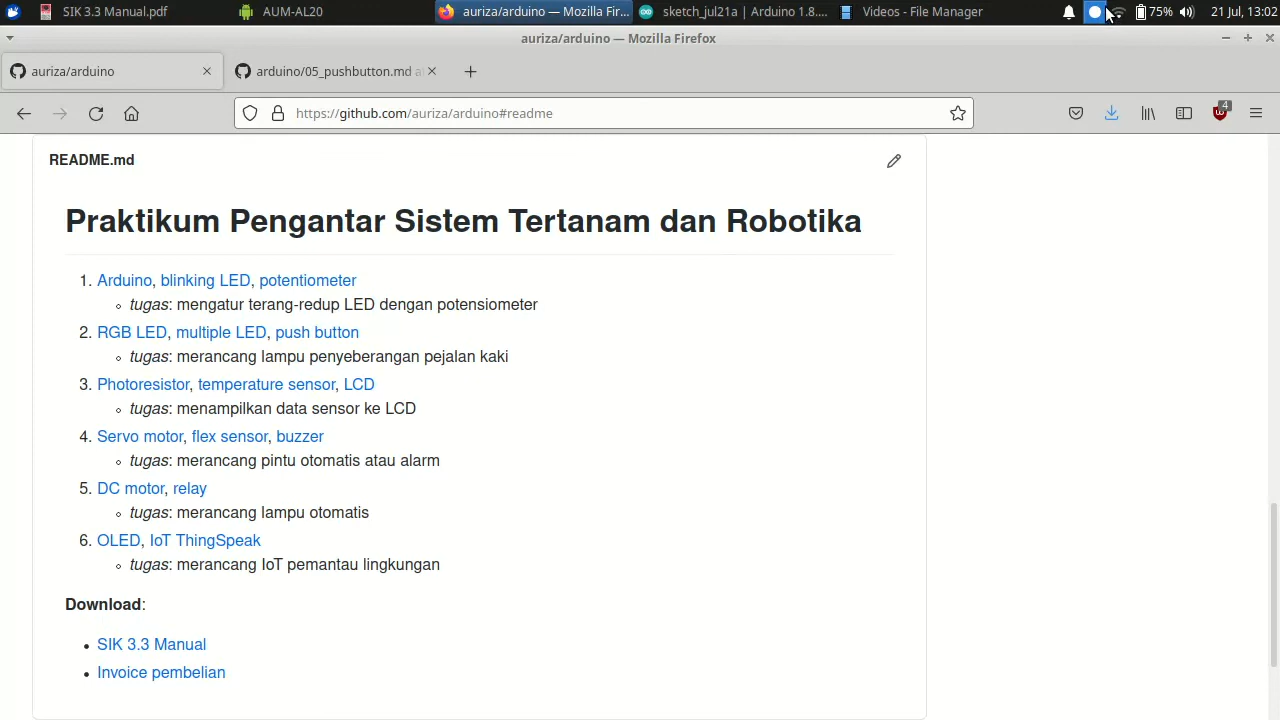 SIK 3.3 Manual.pdf
AUM-AL20
auriza/arduino — Mozilla Fir...
sketch_jul21a | Arduino 1.8....
Videos - File Manager
75%
21 Jul, 13:02
auriza/arduino — Mozilla Firefox
auriza/arduino
arduino/05_pushbutton.md
https://github.com/auriza/arduino#readme
4
README.md
Praktikum Pengantar Sistem Tertanam dan Robotika
1. Arduino, blinking LED, potentiometer
tugas: mengatur terang-redup LED dengan potensiometer
2. RGB LED, multiple LED, push button
tugas: merancang lampu penyeberangan pejalan kaki
3. Photoresistor, temperature sensor, LCD
tugas: menampilkan data sensor ke LCD
4. Servo motor, flex sensor, buzzer
tugas: merancang pintu otomatis atau alarm
5. DC motor, relay
tugas: merancang lampu otomatis
6. OLED, IoT ThingSpeak
tugas: merancang IoT pemantau lingkungan
Download:
SIK 3.3 Manual
Invoice pembelian